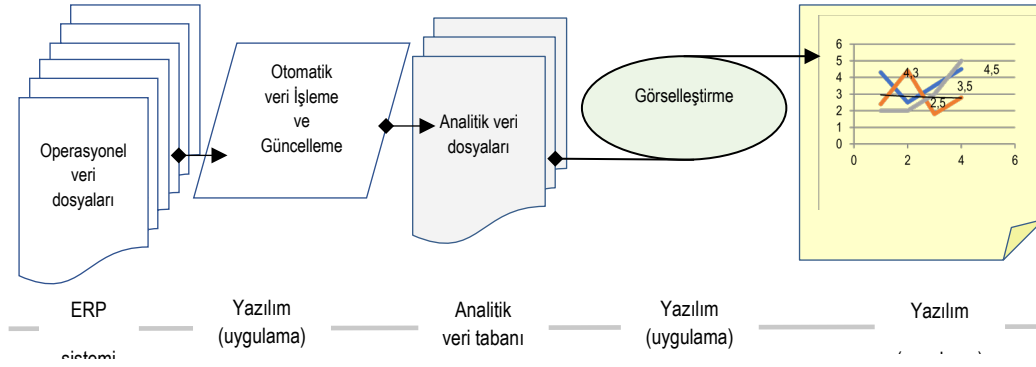 Operasyonel
veri
dosyaları
Otomatik
veri İşleme
ve
Güncelleme
Analitik veri
dosyaları
Görselleştirme
6
5
4
3
2
1
0
0
2
4
6
4,3
2,5
3,5
4,5
ERP
sistemi
Yazılım
(uygulama)
Analitik
veri tabanı
Yazılım
(uygulama)
Yazılım